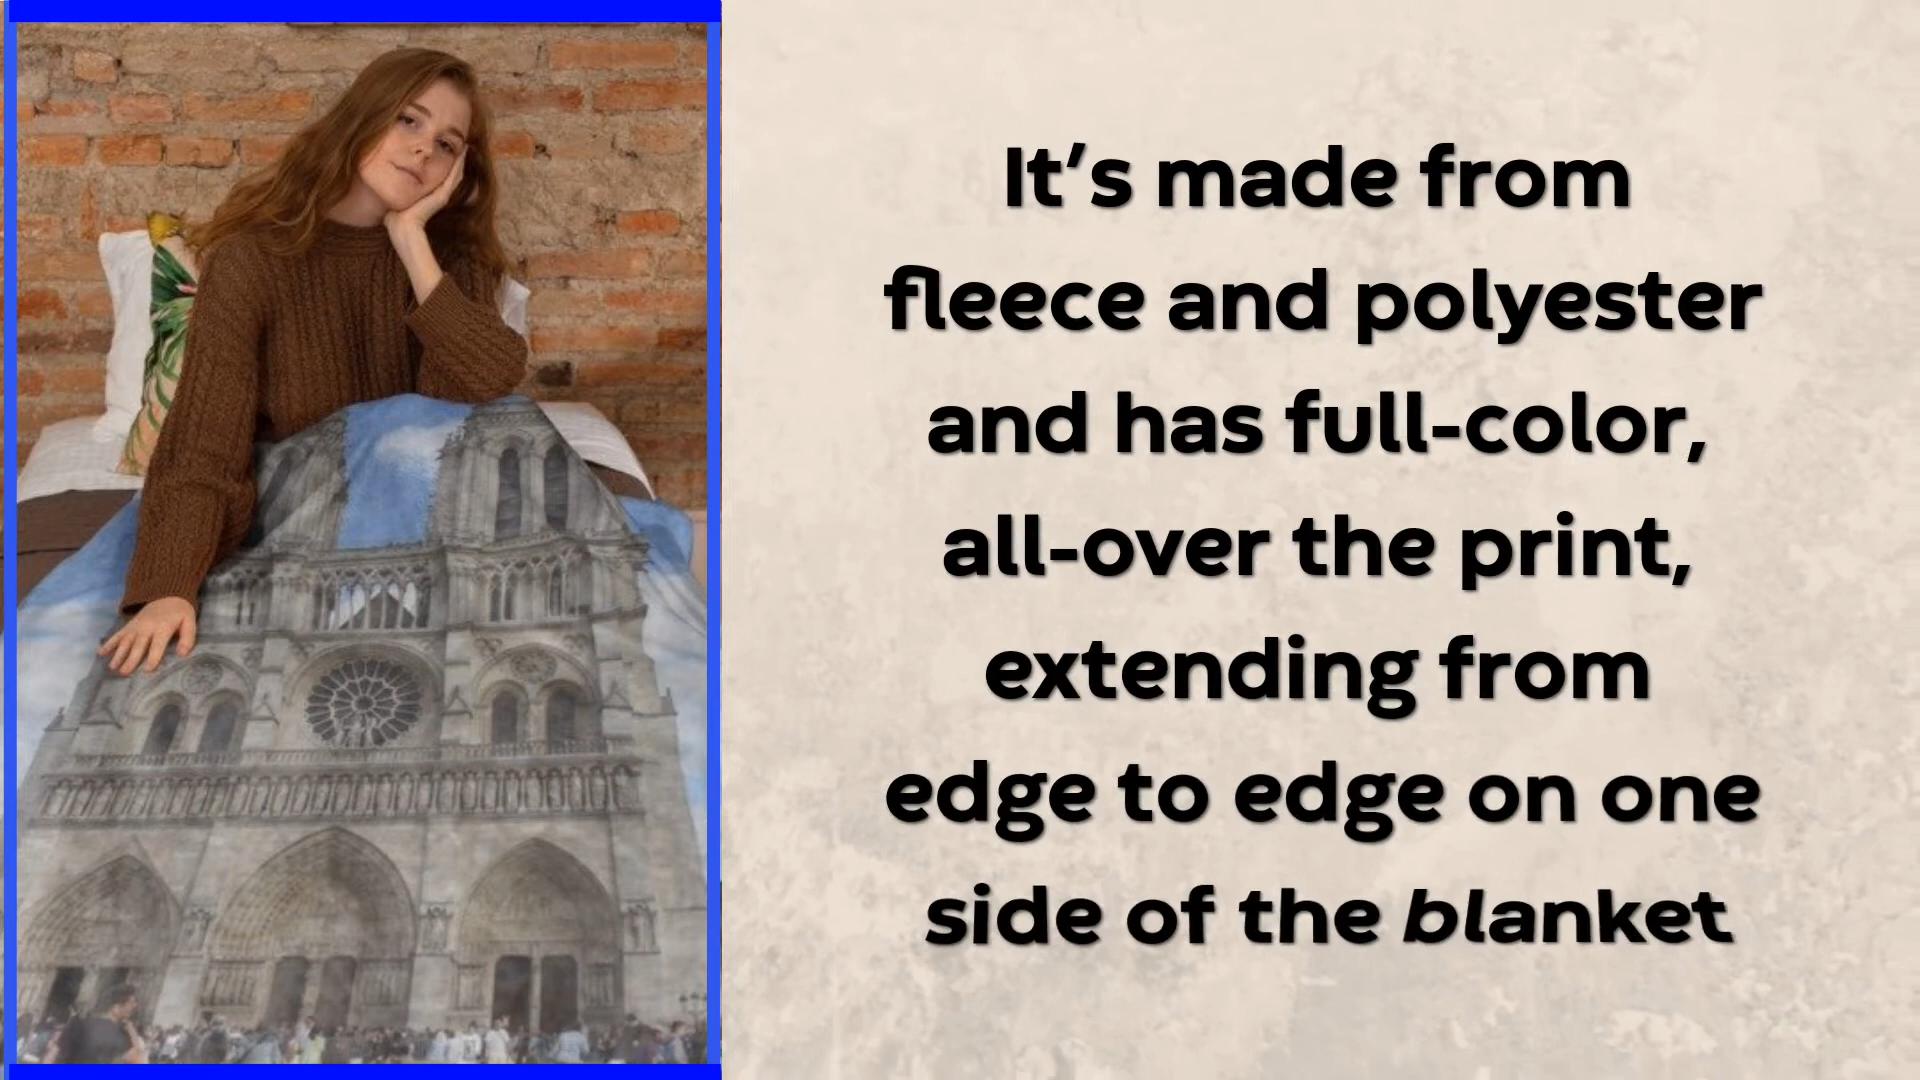 It's made from
fleece and polyester
and has full-color,
all-over the print,
extending from
edge to edge on one
side of the blanket